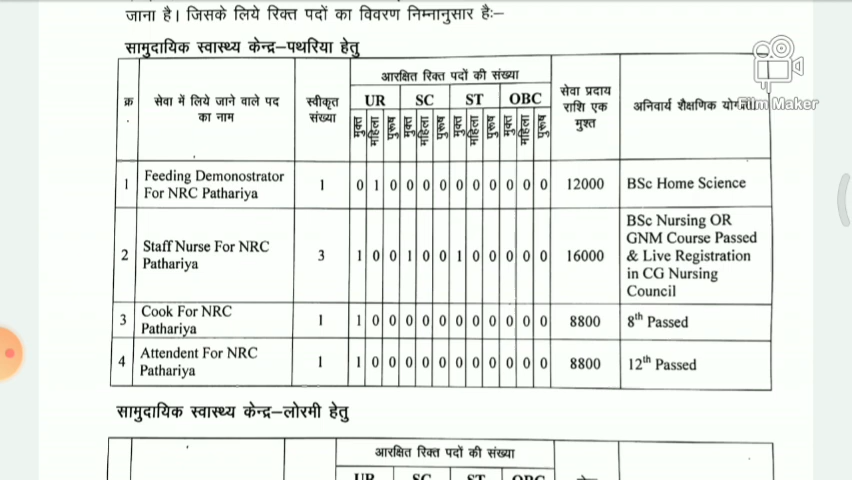 जाना है। जिसके लिये रिक्त पदों का विवरण निम्नानुसार हैः–
सामुदायिक स्वास्थ्य केन्द्र–पथरिया हेतु
क्र. सेवा में लिये जाने वाले पद का नाम स्वीकृत संख्या आरक्षित रिक्त पदों की संख्या सेवा प्रदाय राशि एक मुश्त अनिवार्य शैक्षणिक योग्यता
UR SC ST OBC
मुक्त महिला पुरूष मुक्त महिला पुरूष मुक्त महिला पुरूष मुक्त महिला पुरूष
Film Maker
1 Feeding Demonostrator For NRC Pathariya 1 0 1 0 0 0 0 0 0 0 0 0 0 12000 BSc Home Science
2 Staff Nurse For NRC Pathariya 3 1 0 0 1 0 0 1 0 0 0 0 0 16000 BSc Nursing OR GNM Course Passed & Live Registration in CG Nursing Council
3 Cook For NRC Pathariya 1 1 0 0 0 0 0 0 0 0 0 0 0 8800 8th Passed
4 Attendent For NRC Pathariya 1 1 0 0 0 0 0 0 0 0 0 0 0 8800 12th Passed
सामुदायिक स्वास्थ्य केन्द्र–लोरमी हेतु
आरक्षित रिक्त पदों की संख्या
UR SC ST OBC